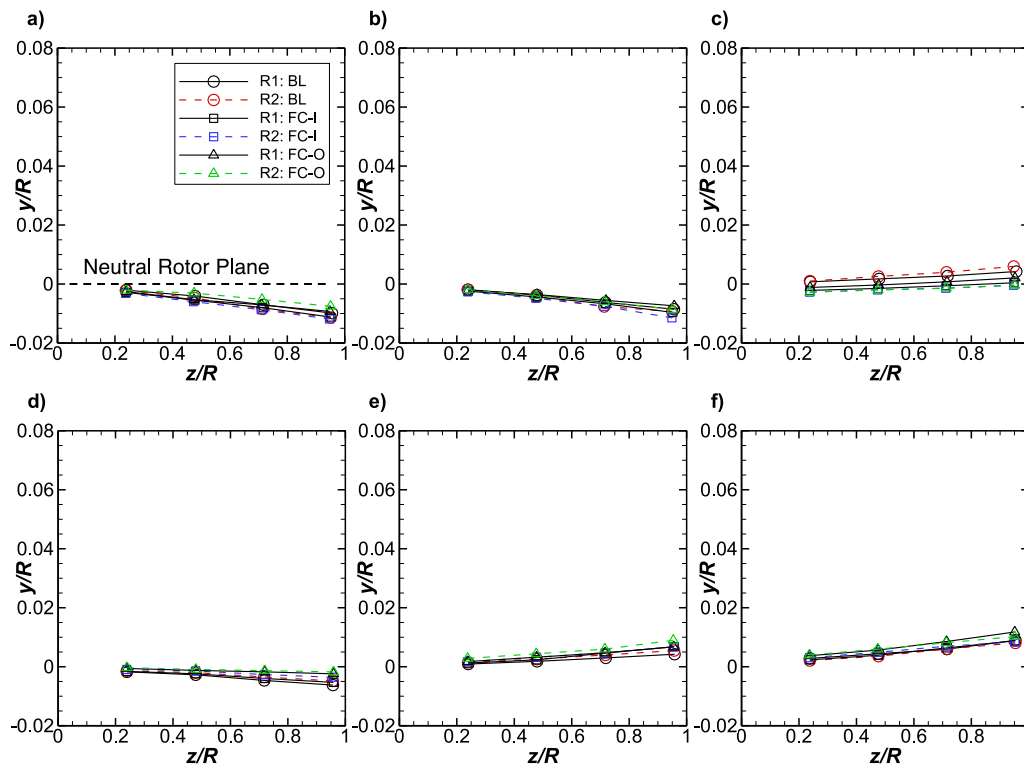 a)
b)
c)
0.08
0.06
0.04
0.02
0
-0.02
y/R
R1: BL
R2: BL
R1: FC-I
R2: FC-I
R1: FC-O
R2: FC-O
Neutral Rotor Plane
0 0.2 0.4 0.6 0.8 1
z/R
0.08
0.06
0.04
0.02
0
-0.02
y/R
0 0.2 0.4 0.6 0.8 1
z/R
0.08
0.06
0.04
0.02
0
-0.02
y/R
0 0.2 0.4 0.6 0.8
z/R
d)
e)
f)
0.08
0.06
0.04
0.02
0
-0.02
y/R
0 0.2 0.4 0.6 0.8 1
z/R
0.08
0.06
0.04
0.02
0
-0.02
y/R
0 0.2 0.4 0.6 0.8 1
z/R
0.08
0.06
0.04
0.02
0
-0.02
y/R
0 0.2 0.4 0.6 0.8
z/R